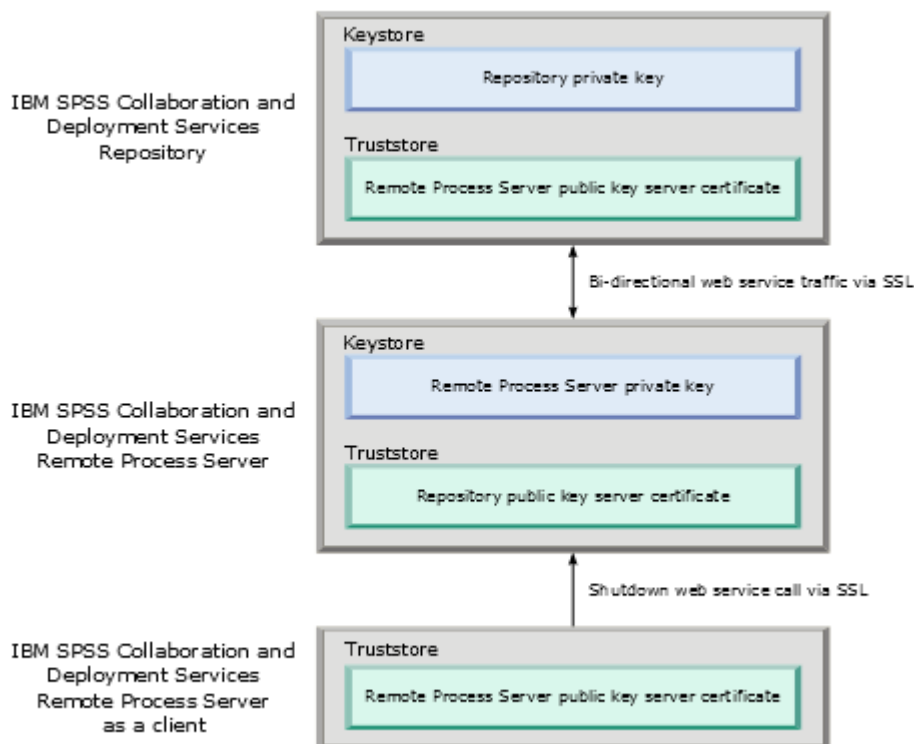 Keystore
Repository private key
IBM SPSS Collaboration and
Deployment Services
Repository
Truststore
Remote Process Server public key server certificate
Bi-directional web service traffic via SSL
Keystore
Remote Process Server private key
IBM SPSS Collaboration and
Deployment Services
Remote Process Server
Truststore
Repository public key server certificate
Shutdown web service call via SSL
IBM SPSS Collaboration and
Deployment Services
Remote Process Server
as a client
Truststore
Remote Process Server public key server certificate